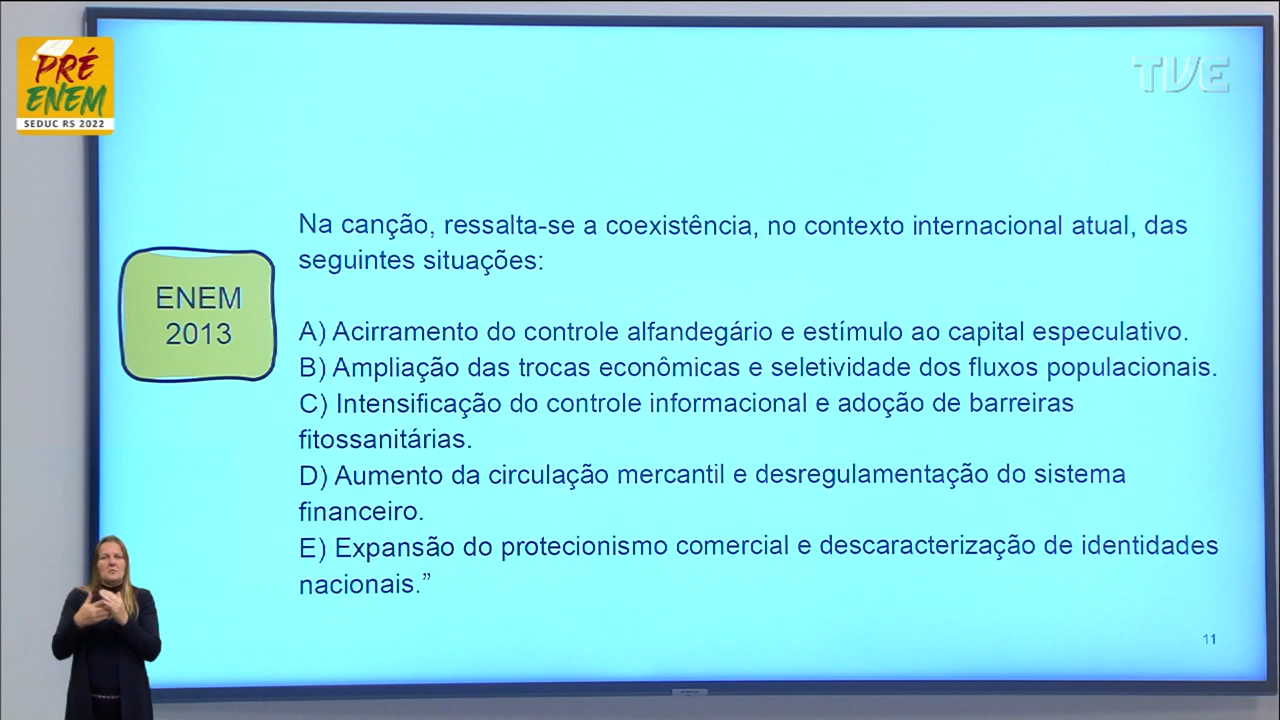 PRÉ
ENEM
SEDUC RS 2022
TVE
Na canção, ressalta-se a coexistência, no contexto internacional atual, das
seguintes situações:
ENEM
2013
A) Acirramento do controle alfandegário e estímulo ao capital especulativo.
B) Ampliação das trocas econômicas e seletividade dos fluxos populacionais.
C) Intensificação do controle informacional e adoção de barreiras
fitossanitárias.
D) Aumento da circulação mercantil e desregulamentação do sistema
financeiro.
E) Expansão do protecionismo comercial e descaracterização de identidades
nacionais.”
11